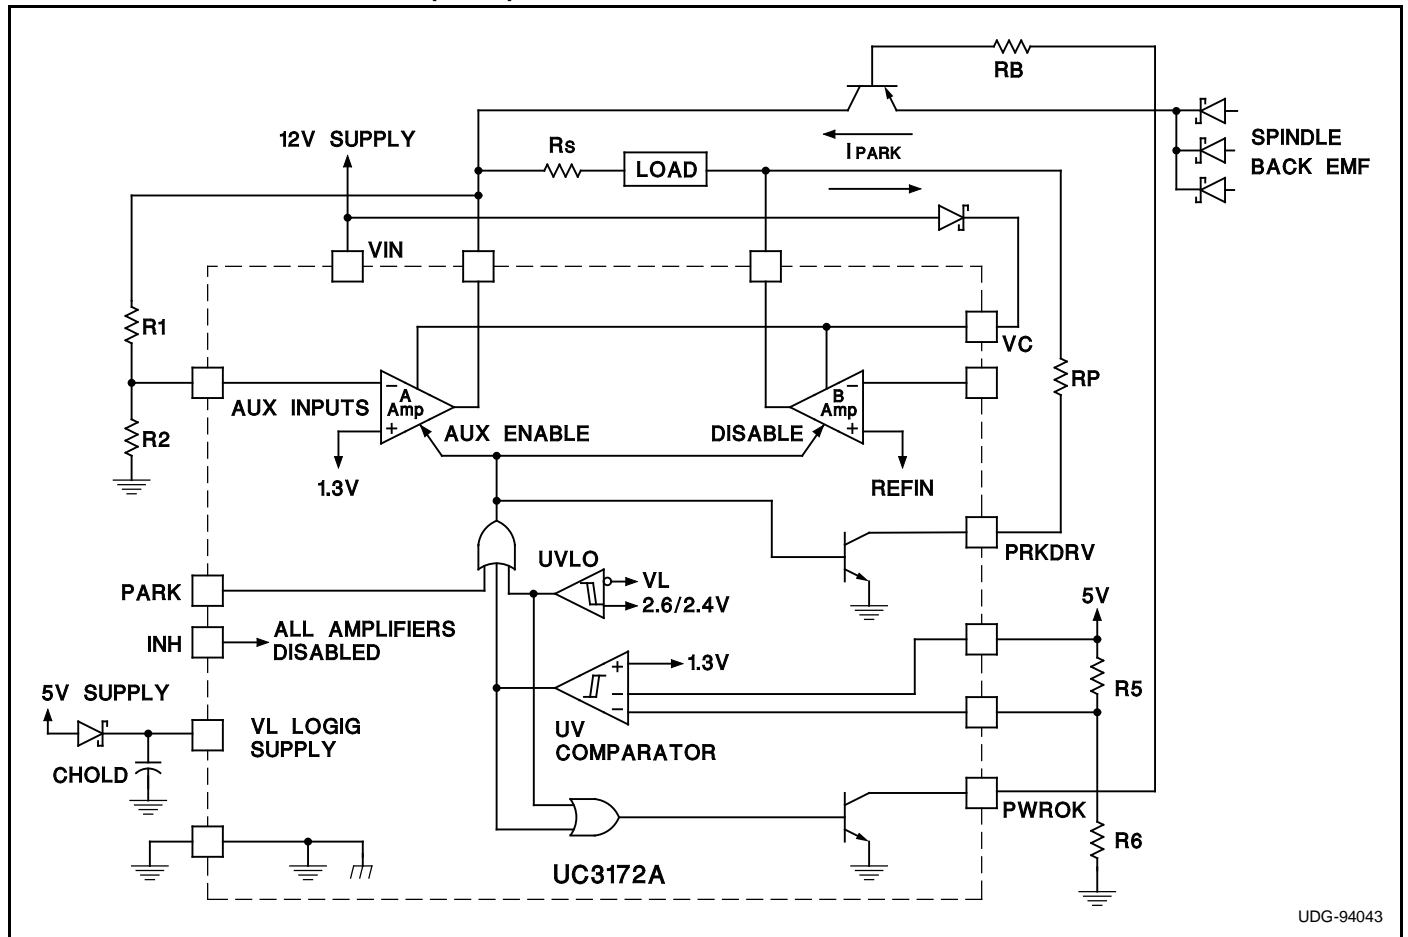 RB
12V SUPPLY
Rs
LOAD
IPARK
SPINDLE
BACK EMF
VIN
R1
VC
RP
A
Amp
B
Amp
AUX INPUTS
−
+
−
+
R2
AUX ENABLE
DISABLE
1.3V
REFIN
PRKDRV
UVLO
VL
2.6/2.4V
PARK
5V
INH
ALL AMPLIFIERS
DISABLED
1.3V
+
−
−
R5
5V SUPPLY
VL LOGIG
SUPPLY
UV
COMPARATOR
CHOLD
PWROK
R6
UC3172A
UDG-94043